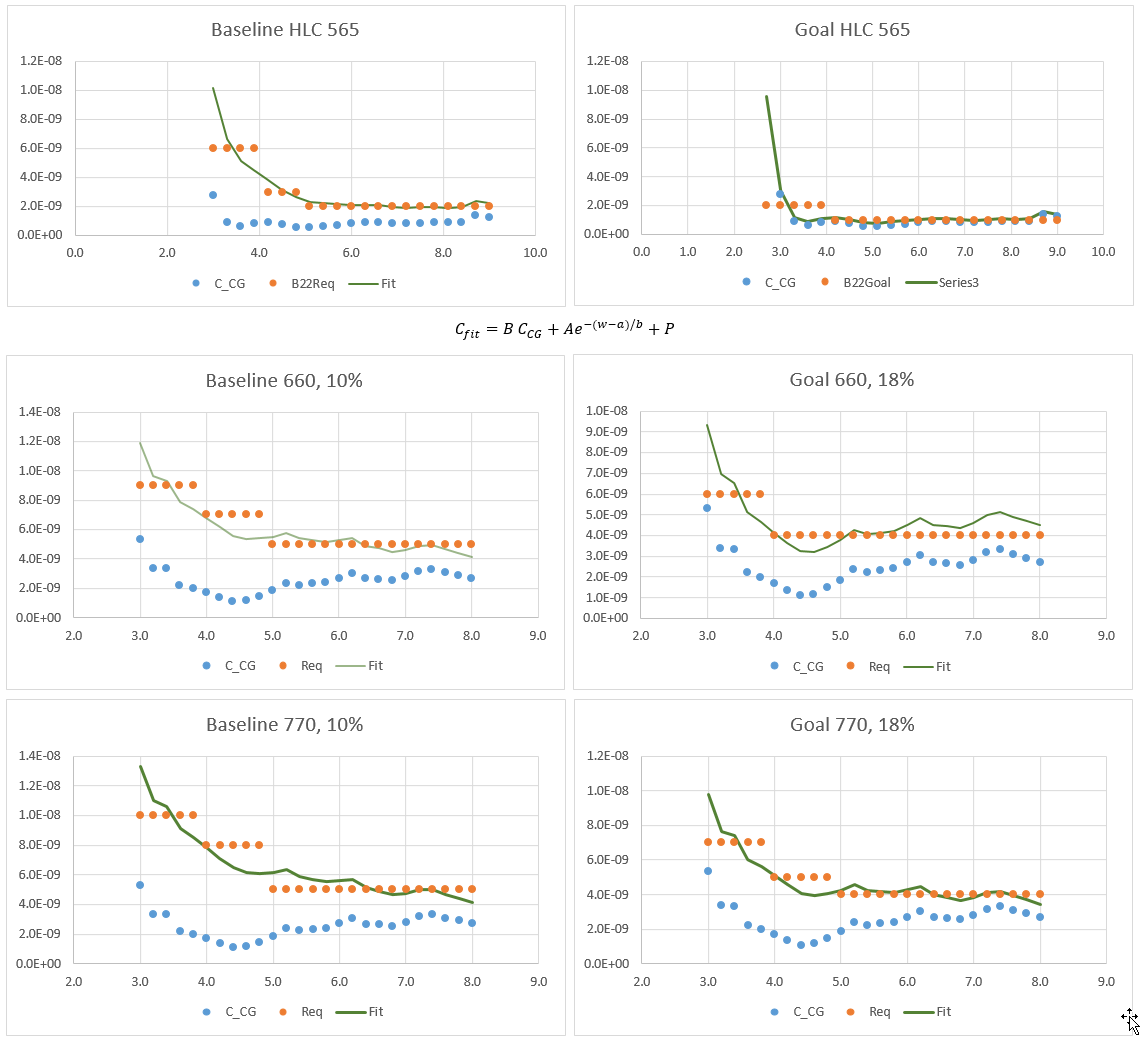 Baseline HLC 565
1.2E-08
1.0E-08
8.0E-09
6.0E-09
4.0E-09
2.0E-09
0.0E+00
0.0 2.0 4.0 6.0 8.0 10.0
C_CG B22Req Fit
Goal HLC 565
1.2E-08
1.0E-08
8.0E-09
6.0E-09
4.0E-09
2.0E-09
0.0E+00
0.0 1.0 2.0 3.0 4.0 5.0 6.0 7.0 8.0 9.0 10.0
C_CG B22Goal Series3
C_fit = B C_CG + Ae^−(w−a)/b + P
Baseline 660, 10%
1.4E-08
1.2E-08
1.0E-08
8.0E-09
6.0E-09
4.0E-09
2.0E-09
0.0E+00
2.0 3.0 4.0 5.0 6.0 7.0 8.0 9.0
C_CG Req Fit
Goal 660, 18%
1.0E-08
9.0E-09
8.0E-09
7.0E-09
6.0E-09
5.0E-09
4.0E-09
3.0E-09
2.0E-09
1.0E-09
0.0E+00
2.0 3.0 4.0 5.0 6.0 7.0 8.0 9.0
C_CG Req Fit
Baseline 770, 10%
1.4E-08
1.2E-08
1.0E-08
8.0E-09
6.0E-09
4.0E-09
2.0E-09
0.0E+00
2.0 3.0 4.0 5.0 6.0 7.0 8.0 9.0
C_CG Req Fit
Goal 770, 18%
1.2E-08
1.0E-08
8.0E-09
6.0E-09
4.0E-09
2.0E-09
0.0E+00
2.0 3.0 4.0 5.0 6.0 7.0 8.0 9.0
C_CG Req Fit